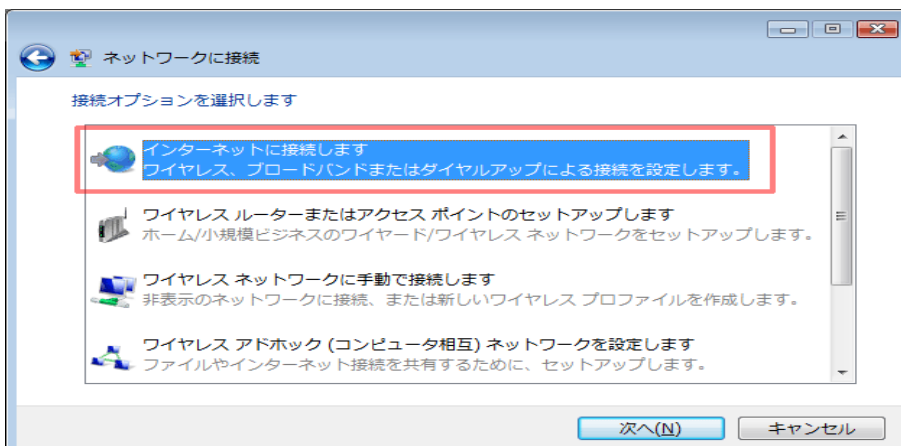 ネットワークに接続
接続オプションを選択します
インターネットに接続します
ワイヤレス、ブロードバンドまたはダイヤルアップによる接続を設定します。
ワイヤレス ルーターまたはアクセス ポイントのセットアップします
ホーム/小規模ビジネスのワイヤード/ワイヤレス ネットワークをセットアップします。
ワイヤレス ネットワークに手動で接続します
非表示のネットワークに接続、または新しいワイヤレス プロファイルを作成します。
ワイヤレス アドホック (コンピュータ相互) ネットワークを設定します
ファイルやインターネット接続を共有するために、セットアップします。
次へ(N) キャンセル